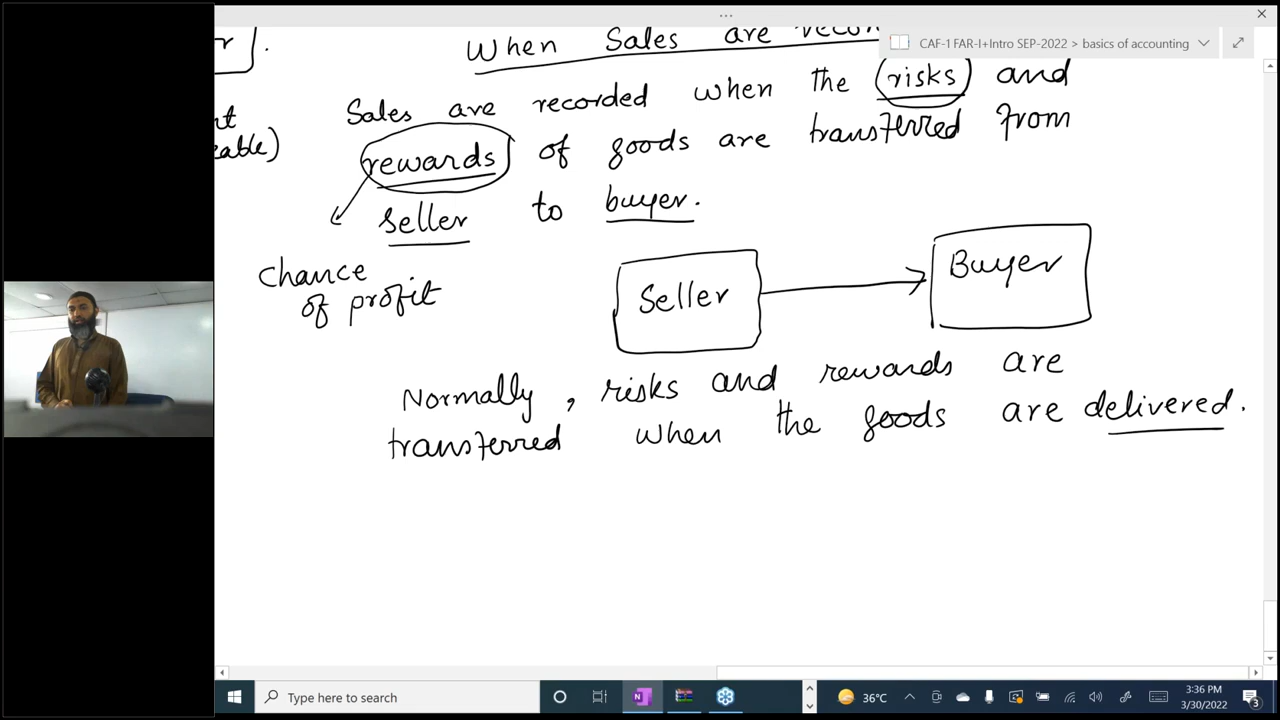 CAF-1 FAR-I+Intro SEP-2022 > basics of accounting
When Sales are
Sales are recorded when the risks and
rewards of goods are transferred from
seller to buyer.
chance
of profit
Seller
Buyer
Normally, risks and rewards are
transferred when the goods are delivered.
Type here to search
36°C
3:36 PM
3/30/2022
3